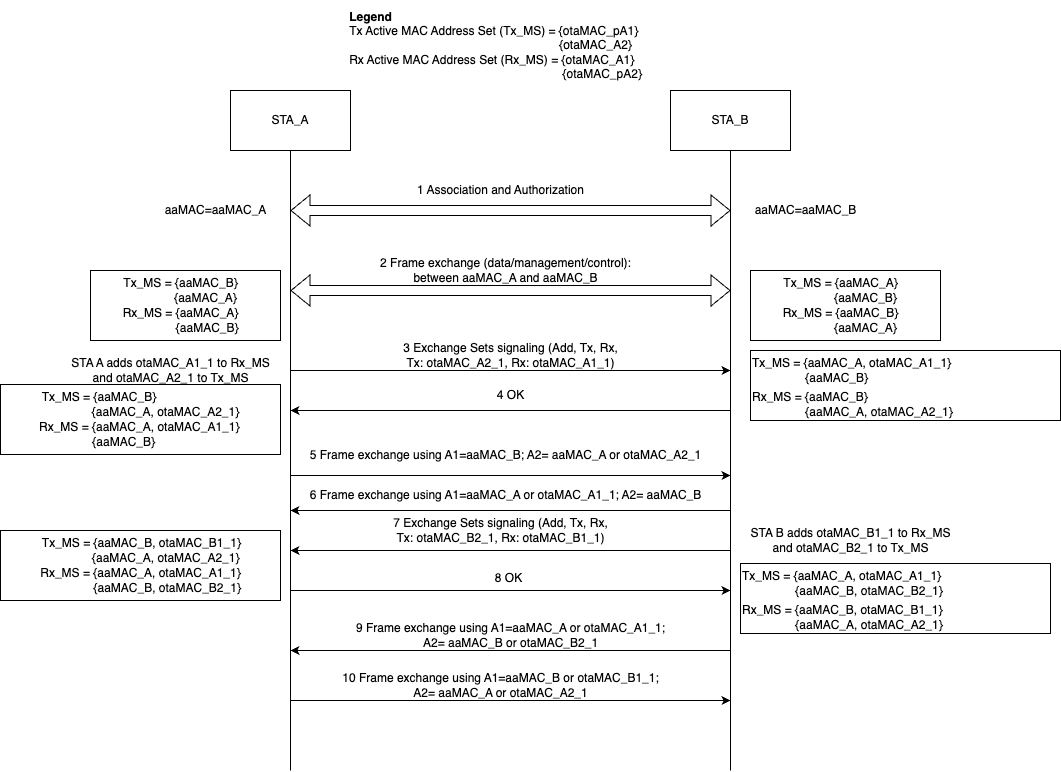 Legend
Tx Active MAC Address Set (Tx_MS) = {otaMAC_pA1}
{otaMAC_A2}
Rx Active MAC Address Set (Rx_MS) = {otaMAC_A1}
{otaMAC_pA2}
STA_A
STA_B
1 Association and Authorization
aaMAC=aaMAC_A
aaMAC=aaMAC_B
2 Frame exchange (data/management/control):
between aaMAC_A and aaMAC_B
Tx_MS = {aaMAC_B}
{aaMAC_A}
Rx_MS = {aaMAC_A}
{aaMAC_B}
Tx_MS = {aaMAC_A}
{aaMAC_B}
Rx_MS = {aaMAC_B}
{aaMAC_A}
3 Exchange Sets signaling (Add, Tx, Rx,
Tx: otaMAC_A2_1, Rx: otaMAC_A1_1)
STA A adds otaMAC_A1_1 to Rx_MS
and otaMAC_A2_1 to Tx_MS
Tx_MS = {aaMAC_A, otaMAC_A1_1}
{aaMAC_B}
Rx_MS = {aaMAC_B}
{aaMAC_A, otaMAC_A2_1}
4 OK
Tx_MS = {aaMAC_B}
{aaMAC_A, otaMAC_A2_1}
Rx_MS = {aaMAC_A, otaMAC_A1_1}
{aaMAC_B}
5 Frame exchange using A1=aaMAC_B; A2= aaMAC_A or otaMAC_A2_1
6 Frame exchange using A1=aaMAC_A or otaMAC_A1_1; A2= aaMAC_B
7 Exchange Sets signaling (Add, Tx, Rx,
Tx: otaMAC_B2_1, Rx: otaMAC_B1_1)
STA B adds otaMAC_B1_1 to Rx_MS
and otaMAC_B2_1 to Tx_MS
Tx_MS = {aaMAC_B, otaMAC_B1_1}
{aaMAC_A, otaMAC_A2_1}
Rx_MS = {aaMAC_A, otaMAC_A1_1}
{aaMAC_B, otaMAC_B2_1}
8 OK
Tx_MS = {aaMAC_A, otaMAC_A1_1}
{aaMAC_B, otaMAC_B2_1}
Rx_MS = {aaMAC_B, otaMAC_B1_1}
{aaMAC_A, otaMAC_A2_1}
9 Frame exchange using A1=aaMAC_A or otaMAC_A1_1;
A2= aaMAC_B or otaMAC_B2_1
10 Frame exchange using A1=aaMAC_B or otaMAC_B1_1;
A2= aaMAC_A or otaMAC_A2_1